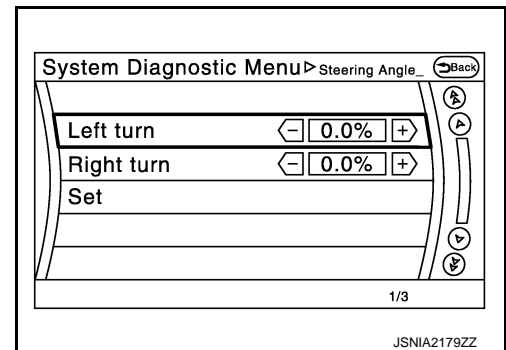 System Diagnostic Menu▷Steering Angle_ Back
Left turn − 0.0% +
Right turn − 0.0% +
Set
1/3
JSNIA2179ZZ